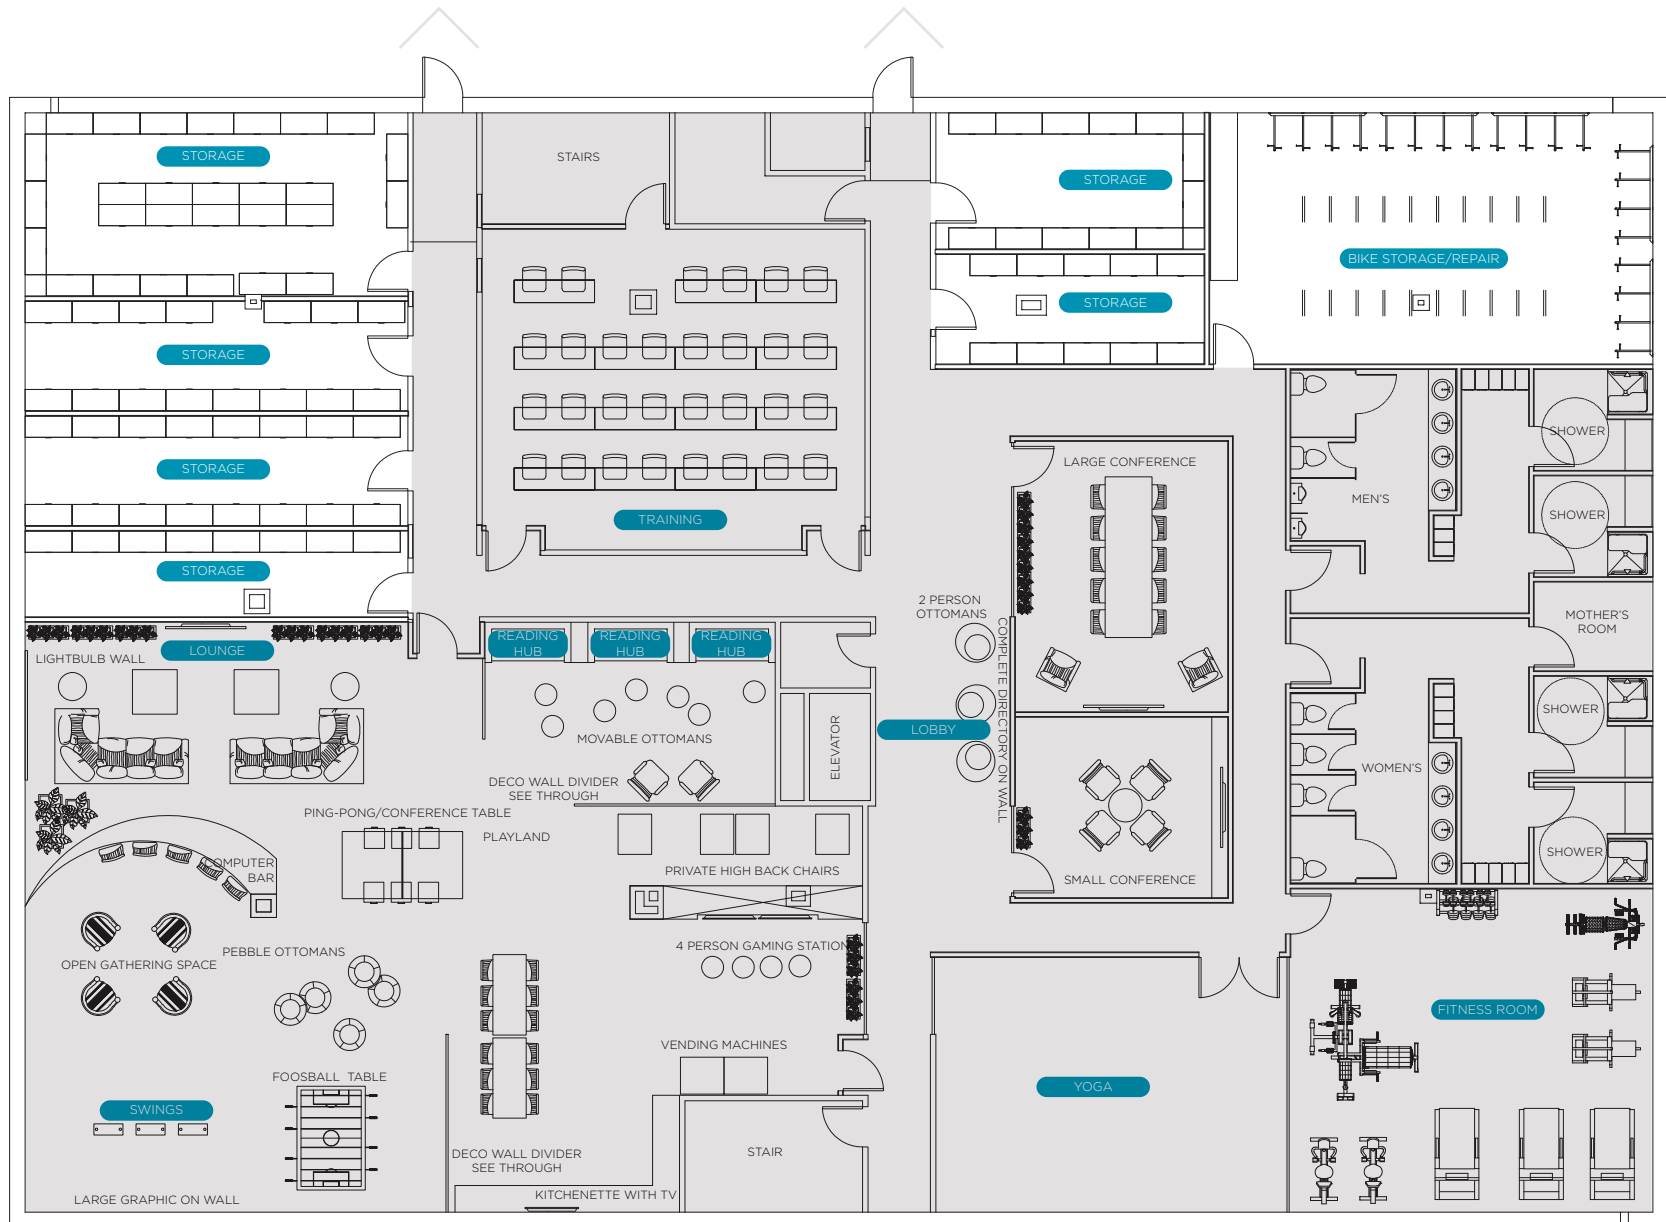 STORAGE
STAIRS
STORAGE
BIKE STORAGE/REPAIR
STORAGE
STORAGE
STORAGE
TRAINING
STORAGE
LARGE CONFERENCE
MEN'S
SHOWER
SHOWER
MOTHER'S
ROOM
2 PERSON
OTTOMANS
COMPLETE DIRECTORY ON WALL
READING
HUB
READING
HUB
READING
HUB
LOUNGE
LIGHTBULB WALL
MOVABLE OTTOMANS
ELEVATOR
LOBBY
SHOWER
WOMEN'S
DECO WALL DIVIDER
SEE THROUGH
PING-PONG/CONFERENCE TABLE
PLAYLAND
COMPUTER
BAR
PRIVATE HIGH BACK CHAIRS
SMALL CONFERENCE
SHOWER
PEBBLE OTTOMANS
4 PERSON GAMING STATION
OPEN GATHERING SPACE
FITNESS ROOM
VENDING MACHINES
FOOSBALL TABLE
YOGA
SWINGS
DECO WALL DIVIDER
SEE THROUGH
STAIR
LARGE GRAPHIC ON WALL
KITCHENETTE WITH TV